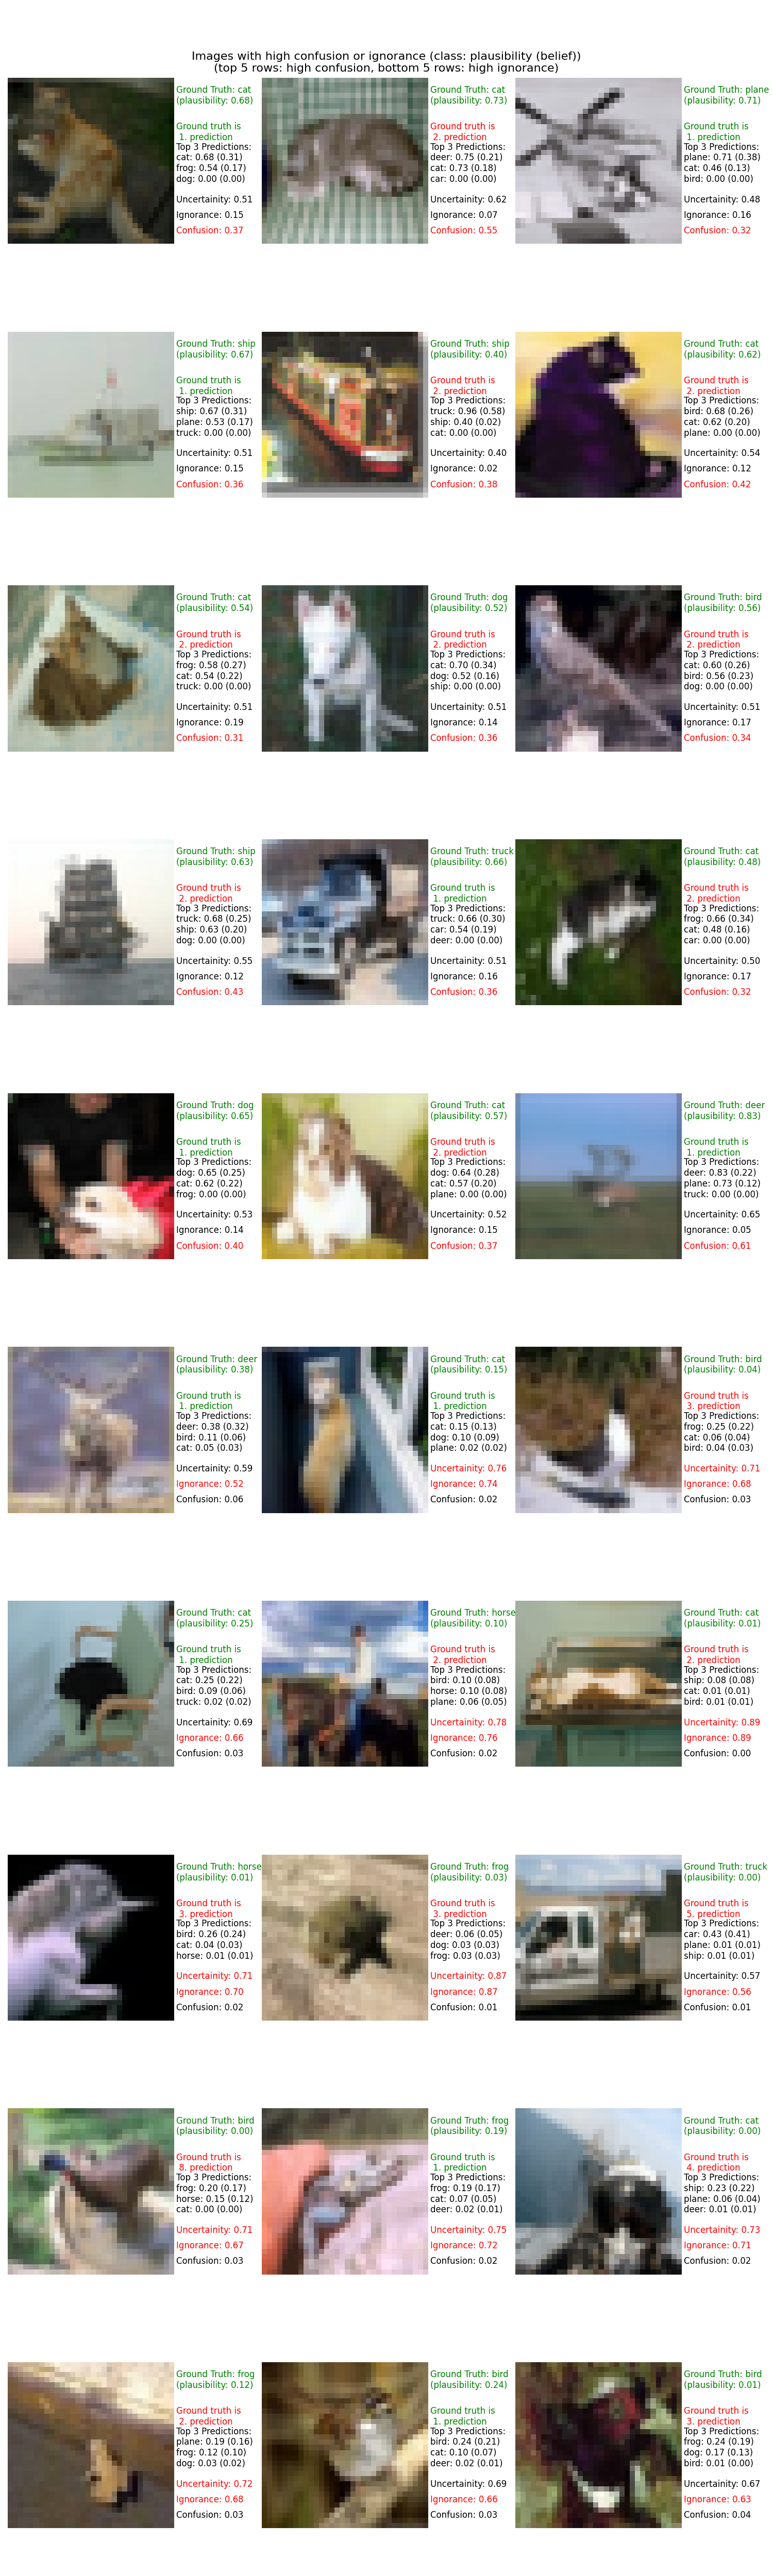 Images with high confusion or ignorance (class: plausibility (belief))
(top 5 rows: high confusion, bottom 5 rows: high ignorance)
Ground Truth: cat
(plausibility: 0.68)
Ground truth is
1. prediction
Top 3 Predictions:
cat: 0.68 (0.31)
frog: 0.54 (0.17)
dog: 0.00 (0.00)
Uncertainity: 0.51
Ignorance: 0.15
Confusion: 0.37
Ground Truth: cat
(plausibility: 0.73)
Ground truth is
2. prediction
Top 3 Predictions:
deer: 0.75 (0.21)
cat: 0.73 (0.18)
car: 0.00 (0.00)
Uncertainity: 0.62
Ignorance: 0.07
Confusion: 0.55
Ground Truth: plane
(plausibility: 0.71)
Ground truth is
1. prediction
Top 3 Predictions:
plane: 0.71 (0.38)
cat: 0.46 (0.13)
bird: 0.00 (0.00)
Uncertainity: 0.48
Ignorance: 0.16
Confusion: 0.32
Ground Truth: ship
(plausibility: 0.67)
Ground truth is
1. prediction
Top 3 Predictions:
ship: 0.67 (0.31)
plane: 0.53 (0.17)
truck: 0.00 (0.00)
Uncertainity: 0.51
Ignorance: 0.15
Confusion: 0.36
Ground Truth: ship
(plausibility: 0.40)
Ground truth is
2. prediction
Top 3 Predictions:
truck: 0.96 (0.58)
ship: 0.40 (0.02)
cat: 0.00 (0.00)
Uncertainity: 0.40
Ignorance: 0.02
Confusion: 0.38
Ground Truth: cat
(plausibility: 0.62)
Ground truth is
2. prediction
Top 3 Predictions:
bird: 0.68 (0.26)
cat: 0.62 (0.20)
plane: 0.00 (0.00)
Uncertainity: 0.54
Ignorance: 0.12
Confusion: 0.42
Ground Truth: cat
(plausibility: 0.54)
Ground truth is
2. prediction
Top 3 Predictions:
frog: 0.58 (0.27)
cat: 0.54 (0.22)
truck: 0.00 (0.00)
Uncertainity: 0.51
Ignorance: 0.19
Confusion: 0.31
Ground Truth: dog
(plausibility: 0.52)
Ground truth is
2. prediction
Top 3 Predictions:
cat: 0.70 (0.34)
dog: 0.52 (0.16)
ship: 0.00 (0.00)
Uncertainity: 0.51
Ignorance: 0.14
Confusion: 0.36
Ground Truth: bird
(plausibility: 0.56)
Ground truth is
2. prediction
Top 3 Predictions:
cat: 0.60 (0.26)
bird: 0.56 (0.23)
dog: 0.00 (0.00)
Uncertainity: 0.51
Ignorance: 0.17
Confusion: 0.34
Ground Truth: ship
(plausibility: 0.63)
Ground truth is
2. prediction
Top 3 Predictions:
truck: 0.68 (0.25)
ship: 0.63 (0.20)
dog: 0.00 (0.00)
Uncertainity: 0.55
Ignorance: 0.12
Confusion: 0.43
Ground Truth: truck
(plausibility: 0.66)
Ground truth is
1. prediction
Top 3 Predictions:
truck: 0.66 (0.30)
car: 0.54 (0.19)
deer: 0.00 (0.00)
Uncertainity: 0.51
Ignorance: 0.16
Confusion: 0.36
Ground Truth: cat
(plausibility: 0.48)
Ground truth is
2. prediction
Top 3 Predictions:
frog: 0.66 (0.34)
cat: 0.48 (0.16)
car: 0.00 (0.00)
Uncertainity: 0.50
Ignorance: 0.17
Confusion: 0.32
Ground Truth: dog
(plausibility: 0.65)
Ground truth is
1. prediction
Top 3 Predictions:
dog: 0.65 (0.25)
cat: 0.62 (0.22)
frog: 0.00 (0.00)
Uncertainity: 0.53
Ignorance: 0.14
Confusion: 0.40
Ground Truth: cat
(plausibility: 0.57)
Ground truth is
2. prediction
Top 3 Predictions:
dog: 0.64 (0.28)
cat: 0.57 (0.20)
plane: 0.00 (0.00)
Uncertainity: 0.52
Ignorance: 0.15
Confusion: 0.37
Ground Truth: deer
(plausibility: 0.83)
Ground truth is
1. prediction
Top 3 Predictions:
deer: 0.83 (0.22)
plane: 0.73 (0.12)
truck: 0.00 (0.00)
Uncertainity: 0.65
Ignorance: 0.05
Confusion: 0.61
Ground Truth: deer
(plausibility: 0.38)
Ground truth is
1. prediction
Top 3 Predictions:
deer: 0.38 (0.32)
bird: 0.11 (0.06)
cat: 0.05 (0.03)
Uncertainity: 0.59
Ignorance: 0.52
Confusion: 0.06
Ground Truth: cat
(plausibility: 0.15)
Ground truth is
1. prediction
Top 3 Predictions:
cat: 0.15 (0.13)
dog: 0.10 (0.09)
plane: 0.02 (0.02)
Uncertainity: 0.76
Ignorance: 0.74
Confusion: 0.02
Ground Truth: bird
(plausibility: 0.04)
Ground truth is
3. prediction
Top 3 Predictions:
frog: 0.25 (0.22)
cat: 0.06 (0.04)
bird: 0.04 (0.03)
Uncertainity: 0.71
Ignorance: 0.68
Confusion: 0.03
Ground Truth: cat
(plausibility: 0.25)
Ground truth is
1. prediction
Top 3 Predictions:
cat: 0.25 (0.22)
bird: 0.09 (0.06)
truck: 0.02 (0.02)
Uncertainity: 0.69
Ignorance: 0.66
Confusion: 0.03
Ground Truth: horse
(plausibility: 0.10)
Ground truth is
2. prediction
Top 3 Predictions:
bird: 0.10 (0.08)
horse: 0.10 (0.08)
plane: 0.06 (0.05)
Uncertainity: 0.78
Ignorance: 0.76
Confusion: 0.02
Ground Truth: cat
(plausibility: 0.01)
Ground truth is
2. prediction
Top 3 Predictions:
ship: 0.08 (0.08)
cat: 0.01 (0.01)
bird: 0.01 (0.01)
Uncertainity: 0.89
Ignorance: 0.89
Confusion: 0.00
Ground Truth: horse
(plausibility: 0.01)
Ground truth is
3. prediction
Top 3 Predictions:
bird: 0.26 (0.24)
cat: 0.04 (0.03)
horse: 0.01 (0.01)
Uncertainity: 0.71
Ignorance: 0.70
Confusion: 0.02
Ground Truth: frog
(plausibility: 0.03)
Ground truth is
3. prediction
Top 3 Predictions:
deer: 0.06 (0.05)
dog: 0.03 (0.03)
frog: 0.03 (0.03)
Uncertainity: 0.87
Ignorance: 0.87
Confusion: 0.01
Ground Truth: truck
(plausibility: 0.00)
Ground truth is
5. prediction
Top 3 Predictions:
car: 0.43 (0.41)
plane: 0.01 (0.01)
ship: 0.01 (0.01)
Uncertainity: 0.57
Ignorance: 0.56
Confusion: 0.01
Ground Truth: bird
(plausibility: 0.00)
Ground truth is
8. prediction
Top 3 Predictions:
frog: 0.20 (0.17)
horse: 0.15 (0.12)
cat: 0.00 (0.00)
Uncertainity: 0.71
Ignorance: 0.67
Confusion: 0.03
Ground Truth: frog
(plausibility: 0.19)
Ground truth is
1. prediction
Top 3 Predictions:
frog: 0.19 (0.17)
cat: 0.07 (0.05)
deer: 0.02 (0.01)
Uncertainity: 0.75
Ignorance: 0.72
Confusion: 0.02
Ground Truth: cat
(plausibility: 0.00)
Ground truth is
4. prediction
Top 3 Predictions:
ship: 0.23 (0.22)
plane: 0.06 (0.04)
deer: 0.01 (0.01)
Uncertainity: 0.73
Ignorance: 0.71
Confusion: 0.02
Ground Truth: frog
(plausibility: 0.12)
Ground truth is
2. prediction
Top 3 Predictions:
plane: 0.19 (0.16)
frog: 0.12 (0.10)
dog: 0.03 (0.02)
Uncertainity: 0.72
Ignorance: 0.68
Confusion: 0.03
Ground Truth: bird
(plausibility: 0.24)
Ground truth is
1. prediction
Top 3 Predictions:
bird: 0.24 (0.21)
cat: 0.10 (0.07)
deer: 0.02 (0.01)
Uncertainity: 0.69
Ignorance: 0.66
Confusion: 0.03
Ground Truth: bird
(plausibility: 0.01)
Ground truth is
3. prediction
Top 3 Predictions:
frog: 0.24 (0.19)
dog: 0.17 (0.13)
bird: 0.01 (0.00)
Uncertainity: 0.67
Ignorance: 0.63
Confusion: 0.04